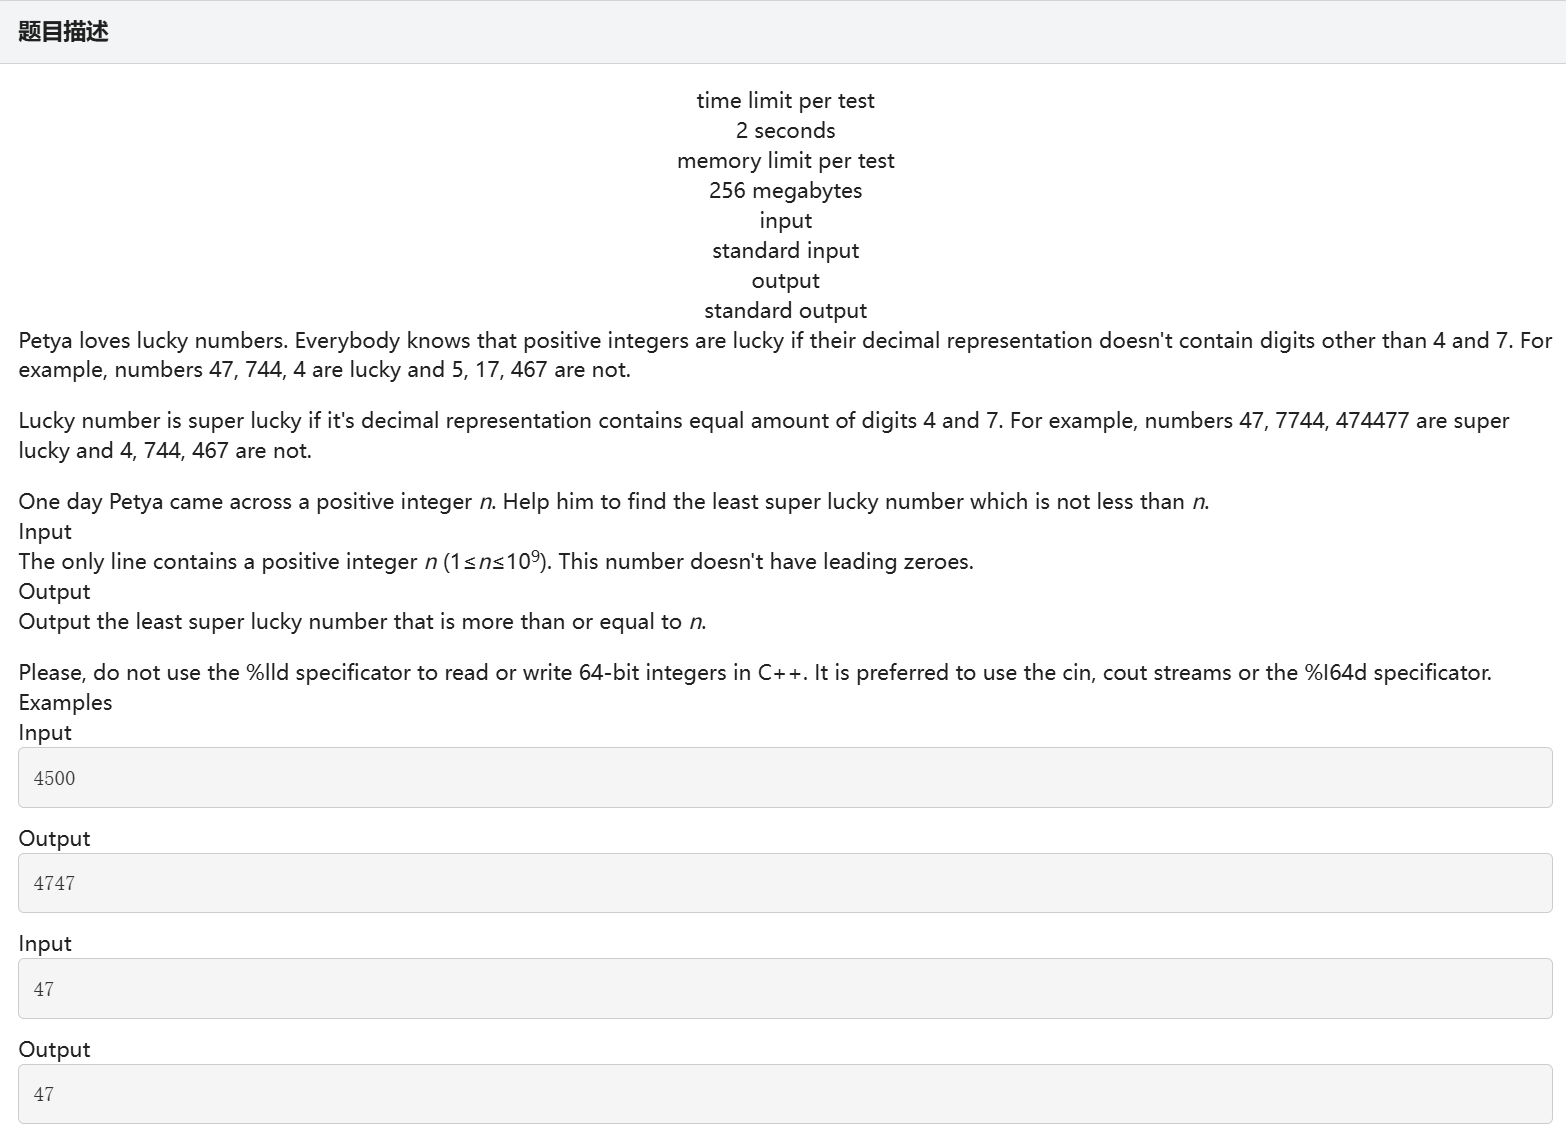 题目描述
time limit per test
2 seconds
memory limit per test
256 megabytes
input
standard input
output
standard output
Petya loves lucky numbers. Everybody knows that positive integers are lucky if their decimal representation doesn't contain digits other than 4 and 7. For
example, numbers 47, 744, 4 are lucky and 5, 17, 467 are not.
Lucky number is super lucky if it's decimal representation contains equal amount of digits 4 and 7. For example, numbers 47, 7744, 474477 are super
lucky and 4, 744, 467 are not.
One day Petya came across a positive integer n. Help him to find the least super lucky number which is not less than n.
Input
The only line contains a positive integer n (1≤n≤10⁹). This number doesn't have leading zeroes.
Output
Output the least super lucky number that is more than or equal to n.
Please, do not use the %lld specificator to read or write 64-bit integers in C++. It is preferred to use the cin, cout streams or the %I64d specificator.
Examples
Input
4500
Output
4747
Input
47
Output
47